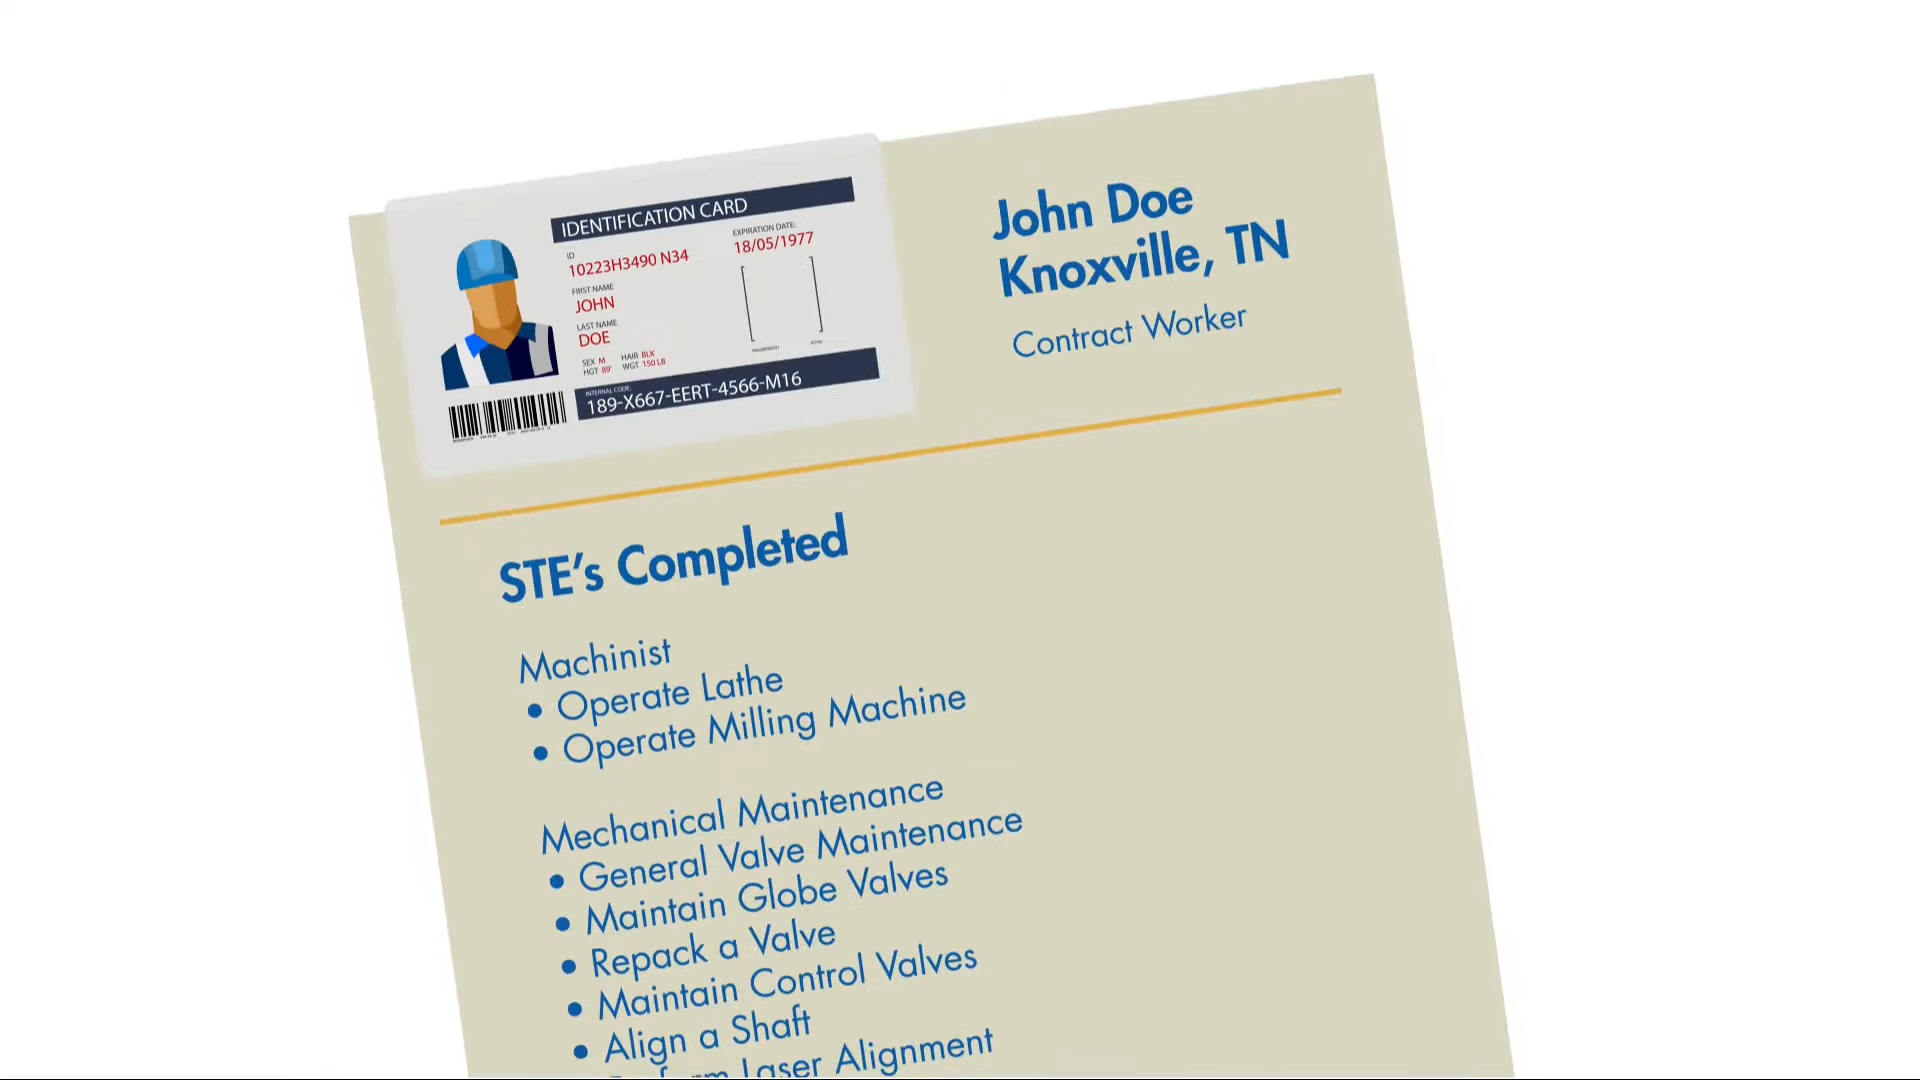 IDENTIFICATION CARD
ID
10223H3490 N34
EXPIRATION DATE:
18/05/1977
FIRST NAME
JOHN
LAST NAME
DOE
SEX M HAIR BLK
HGT 89' WGT 150 LB
INTERNAL CODE:
189-X667-EERT-4566-M16
John Doe
Knoxville, TN
Contract Worker
STE's Completed
Machinist
• Operate Lathe
• Operate Milling Machine
Mechanical Maintenance
• General Valve Maintenance
• Maintain Globe Valves
• Repack a Valve
• Maintain Control Valves
• Align a Shaft
Laser Alignment